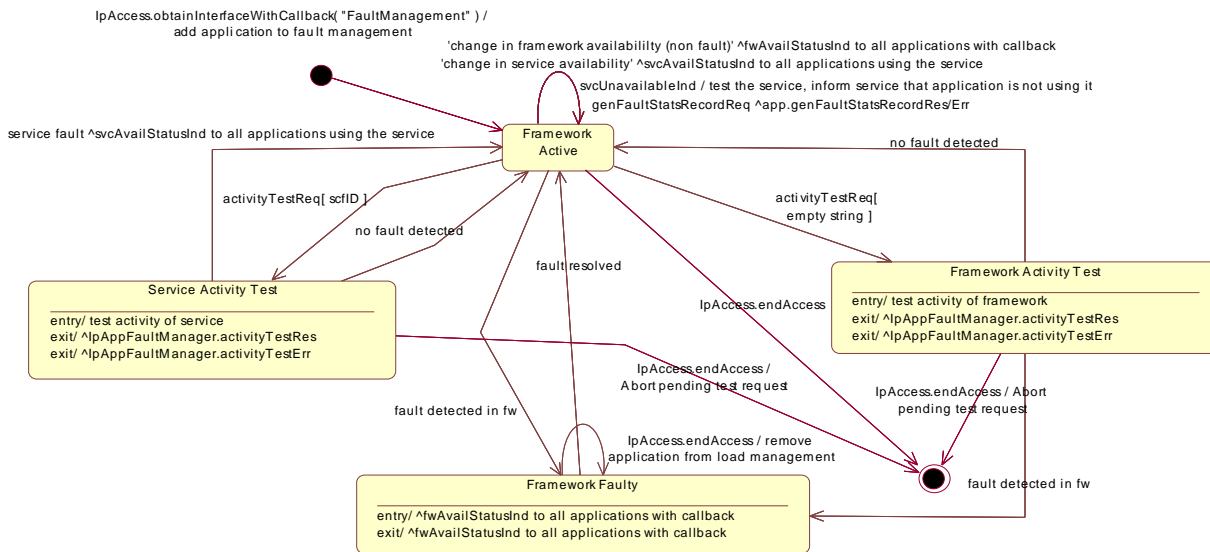 IpAccess.obtainInterfaceWithCallback( "FaultManagement" ) /
add application to fault management
'change in framework availabililty (non fault)' ^fwAvailStatusInd to all applications with callback
'change in service availability' ^svcAvailStatusInd to all applications using the service
svcUnavailableInd / test the service, inform service that application is not using it
genFaultStatsRecordReq ^app.genFaultStatsRecordRes/Err
service fault ^svcAvailStatusInd to all applications using the service
Framework
Active
no fault detected
activityTestReq[ scfID ]
activityTestReq[
empty string ]
no fault detected
fault resolved
Service Activity Test
entry/ test activity of service
exit/ ^IpAppFaultManager.activityTestRes
exit/ ^IpAppFaultManager.activityTestErr
IpAccess.endAccess
Framework Activity Test
entry/ test activity of framework
exit/ ^IpAppFaultManager.activityTestRes
exit/ ^IpAppFaultManager.activityTestErr
IpAccess.endAccess /
Abort pending test request
IpAccess.endAccess / Abort
pending test request
fault detected in fw
IpAccess.endAccess / remove
application from load management
fault detected in fw
Framework Faulty
entry/ ^fwAvailStatusInd to all applications with callback
exit/ ^fwAvailStatusInd to all applications with callback